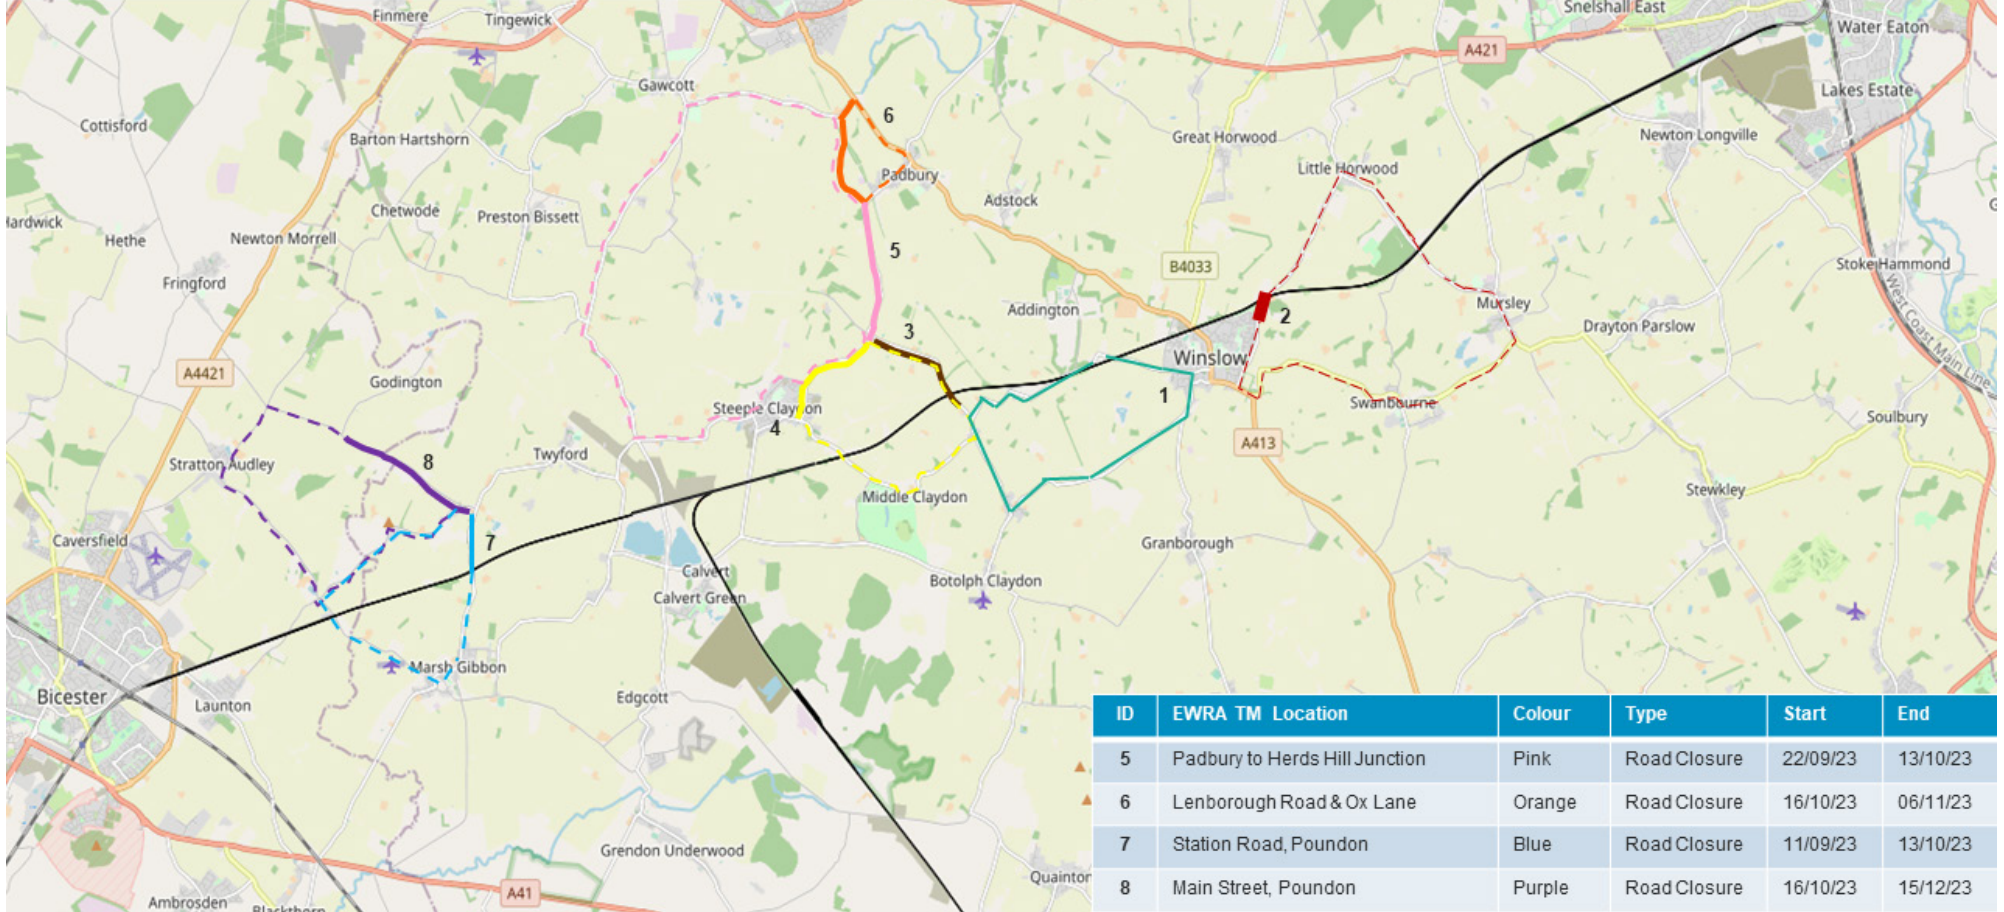 Finmere
Tingewick
Snelshall East
Water Eaton
A421
Gawcott
Lakes Estate
Cottisford
6
Barton Hartshorn
Great Horwood
Newton Longville
Little Horwood
Padbury
Adstock
Chetwode
Preston Bissett
Hethe
Newton Morrell
5
B4033
Stoke Hammond
Fringford
Addington
Mursley
2
3
Drayton Parslow
West Coast Main Line
Winslow
A4421
Godington
1
Steeple Claydon
Swanbourne
4
Soulbury
A413
Twyford
Stratton Audley
8
Middle Claydon
Stewkley
Caversfield
7
Granborough
Calvert
Botolph Claydon
Calvert Green
Marsh Gibbon
Bicester
Launton
Edgcott
Grendon Underwood
Quainton
A41
Ambrosden
Blackthorn
ID EWRA TM Location Colour Type Start End
5 Padbury to Herds Hill Junction Pink Road Closure 22/09/23 13/10/23
6 Lenborough Road & Ox Lane Orange Road Closure 16/10/23 06/11/23
7 Station Road, Poundon Blue Road Closure 11/09/23 13/10/23
8 Main Street, Poundon Purple Road Closure 16/10/23 15/12/23